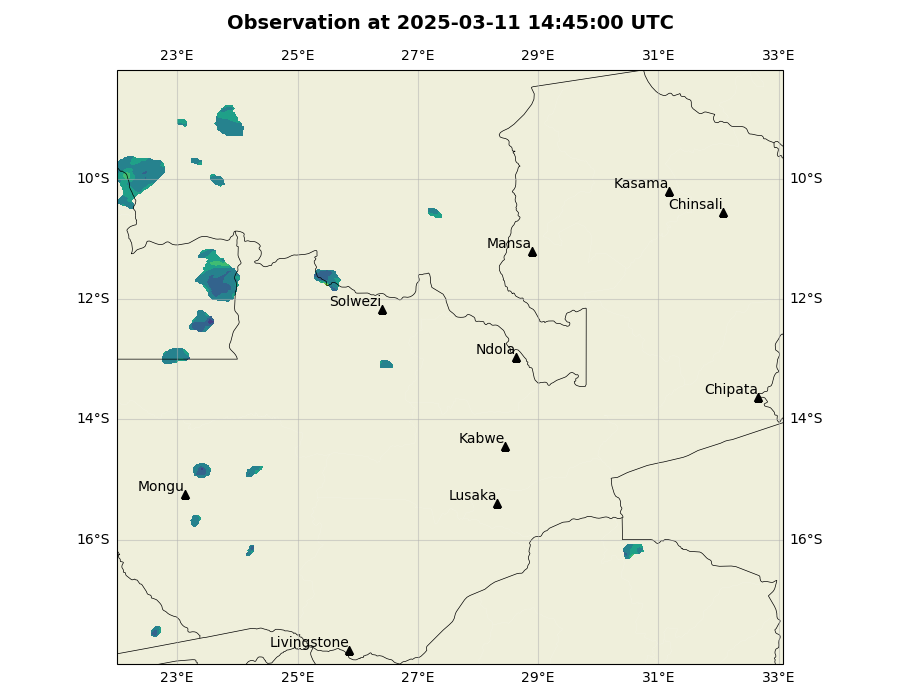 Observation at 2025-03-11 14:45:00 UTC
23°E 25°E 27°E 29°E 31°E 33°E
10°S 10°S
Kasama
Chinsali
Mansa
12°S 12°S
Solwezi
Ndola
Chipata
14°S 14°S
Kabwe
Mongu
Lusaka
16°S 16°S
Livingstone
23°E 25°E 27°E 29°E 31°E 33°E